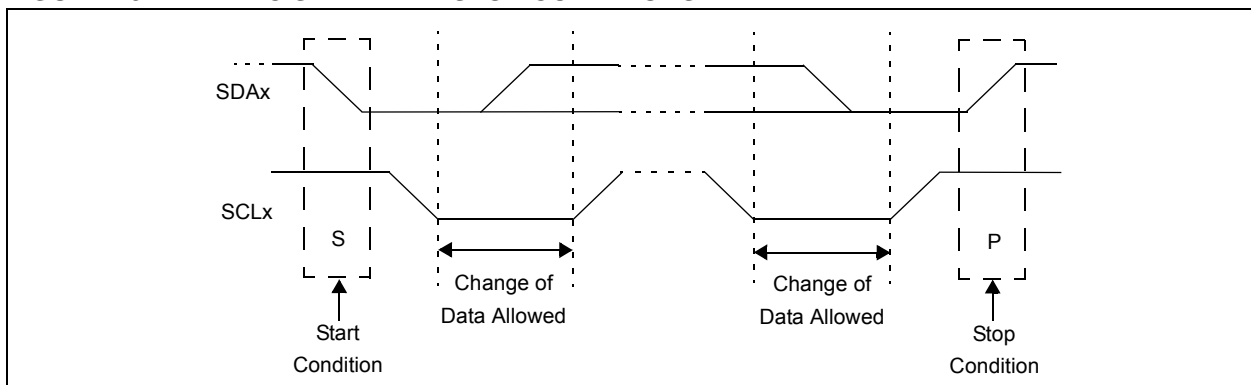 SDAx
SCLx
S
P
Change of
Data Allowed
Change of
Data Allowed
Start
Condition
Stop
Condition